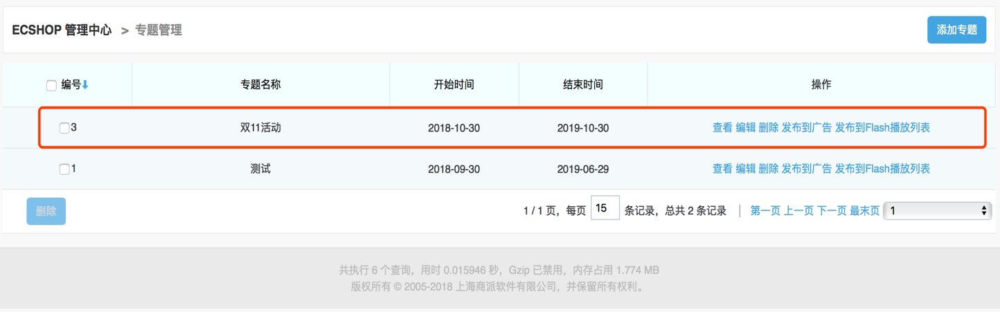 ECSHOP 管理中心 > 专题管理 添加专题
编号 专题名称 开始时间 结束时间 操作
3 双11活动 2018-10-30 2019-10-30 查看 编辑 删除 发布到广告 发布到Flash播放列表
1 测试 2018-09-30 2019-06-29 查看 编辑 删除 发布到广告 发布到Flash播放列表
删除 1 / 1 页，每页 15 条记录，总共 2 条记录 | 第一页 上一页 下一页 最末页 1
共执行 6 个查询，用时 0.015946 秒，Gzip 已禁用，内存占用 1.774 MB
版权所有 © 2005-2018 上海商派软件有限公司，并保留所有权利。